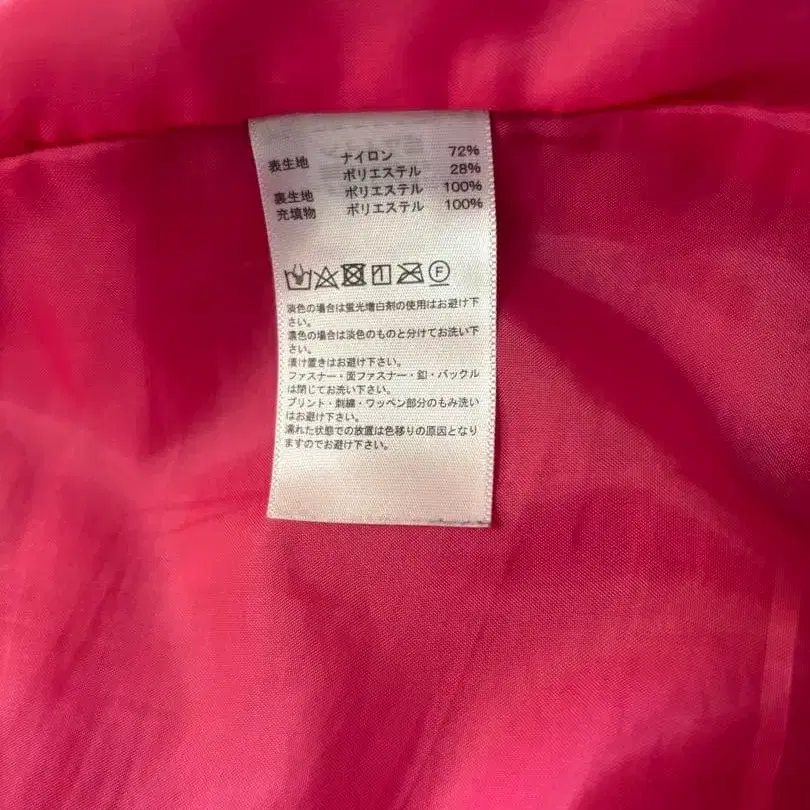 表生地 ナイロン 72%
ポリエステル 28%
裏生地 ポリエステル 100%
充填物 ポリエステル 100%
F
淡色の場合は蛍光増白剤の使用はお避け下
さい。
濃色の場合は淡色のものと分けてお洗い下
さい。
漬け置きはお避け下さい。
ファスナー・面ファスナー・釦・バックル
は閉じてお洗い下さい。
プリント・刺繍・ワッペン部分のもみ洗い
はお避け下さい。
濡れた状態での放置は色移りの原因となり
ますのでお避け下さい。